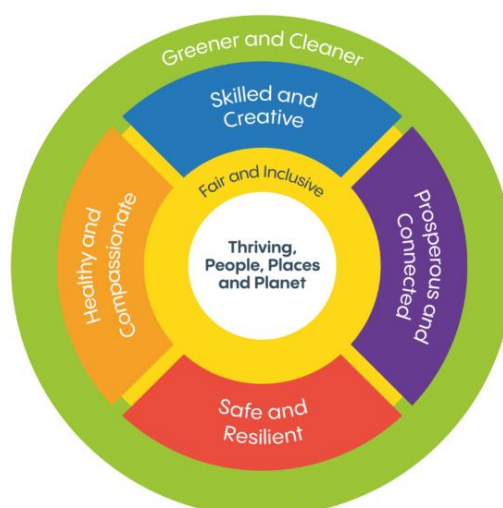 Greener and Cleaner
Skilled and
Creative
Fair and Inclusive
Healthy and
Compassionate
Thriving,
People, Places
and Planet
Prosperous and
Connected
Safe and
Resilient